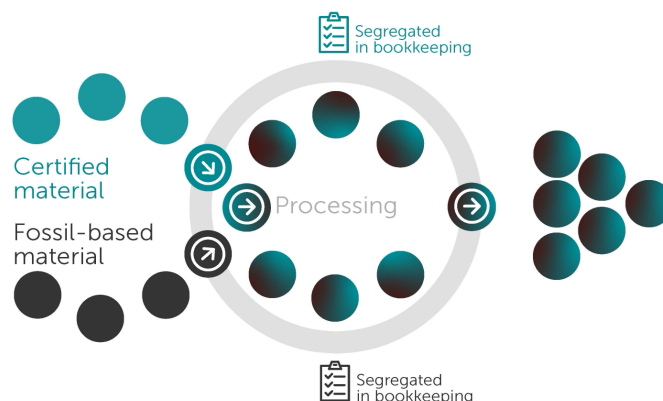 Segregated
in bookkeeping
Certified
material
Processing
Fossil-based
material
Segregated
in bookkeeping